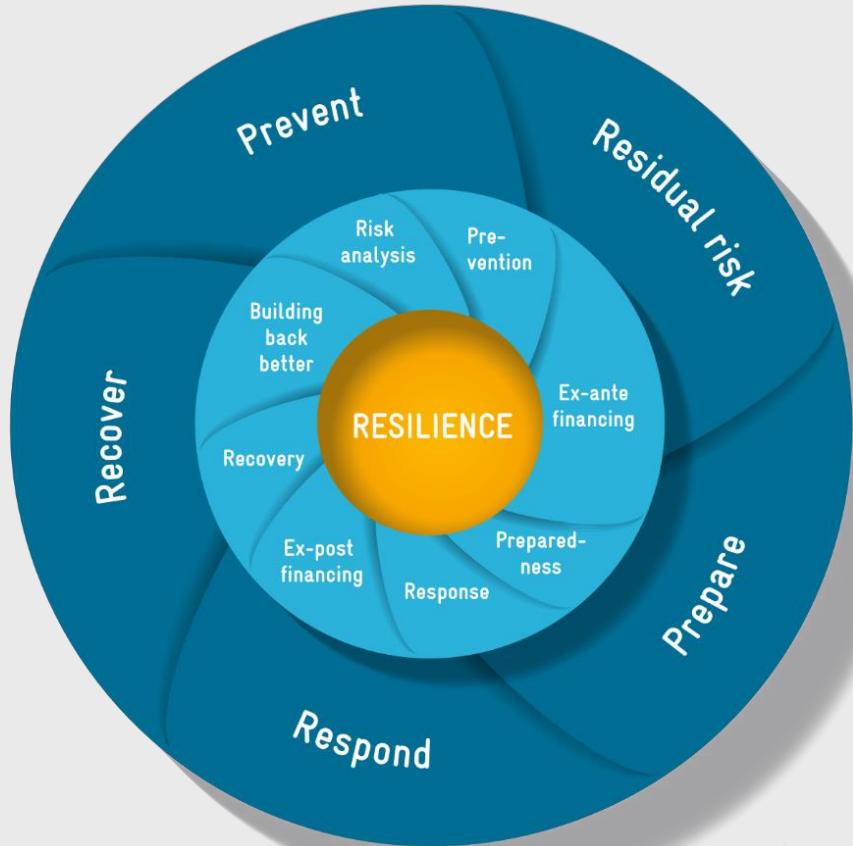 Prevent
Residual risk
Prepare
Respond
Recover
Risk
analysis
Pre-
vention
Ex-ante
financing
Prepared-
ness
Response
Ex-post
financing
Recovery
Building
back
better
RESILIENCE